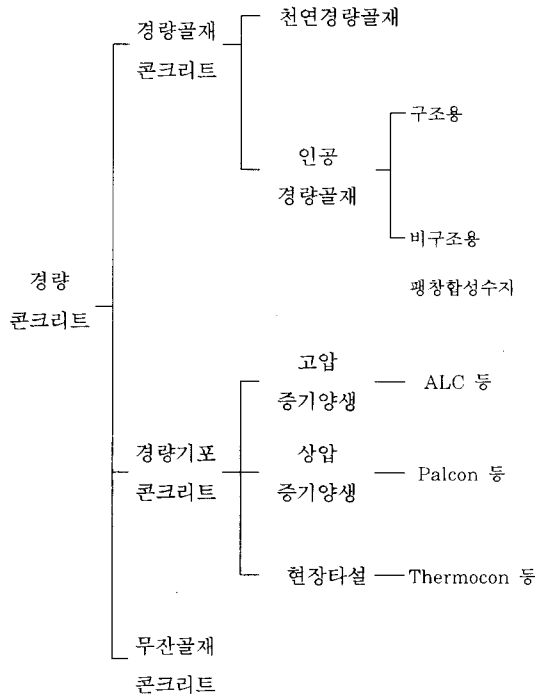 경량
콘크리트
경량골재
콘크리트
천연경량골재
인공
경량골재
구조용
비구조용
팽창합성수지
경량기포
콘크리트
고압
증기양생
ALC 등
상압
증기양생
Palcon 등
현장타설
Thermocon 등
무잔골재
콘크리트